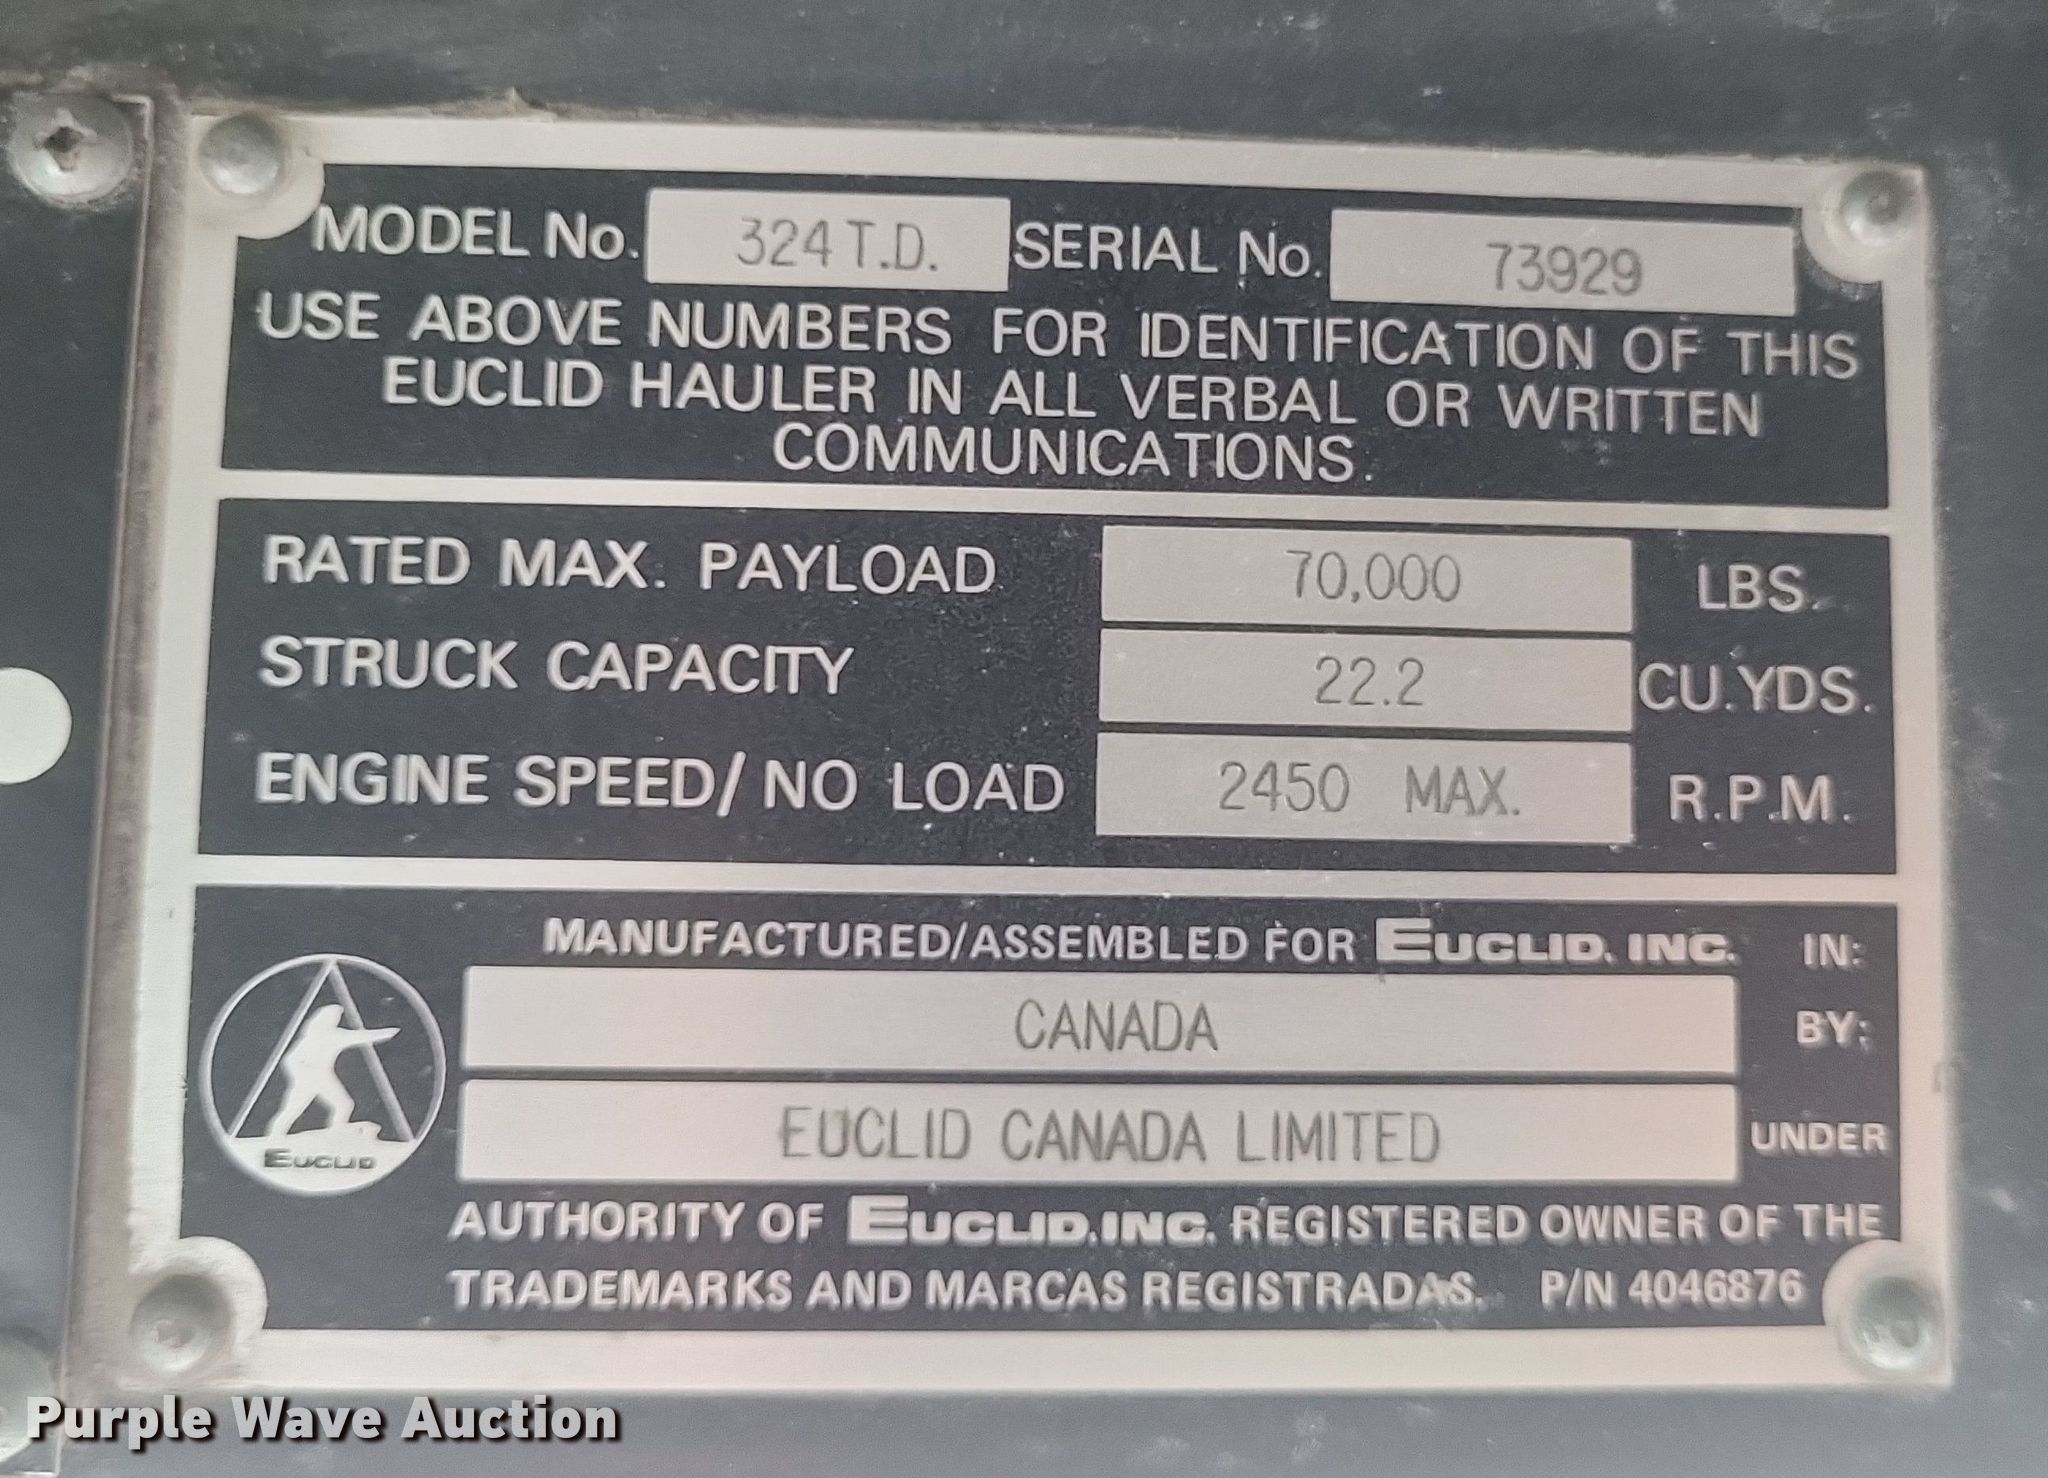 MODEL No. 324 T.D. SERIAL No. 73929
USE ABOVE NUMBERS FOR IDENTIFICATION OF THIS
EUCLID HAULER IN ALL VERBAL OR WRITTEN
COMMUNICATIONS.
RATED MAX. PAYLOAD 70,000 LBS.
STRUCK CAPACITY 22.2 CU. YDS.
ENGINE SPEED/ NO LOAD 2450 MAX. R.P.M.
MANUFACTURED/ASSEMBLED FOR EUCLID, INC. IN:
CANADA BY:
EUCLID CANADA LIMITED UNDER
EUCLID
AUTHORITY OF EUCLID, INC. REGISTERED OWNER OF THE
TRADEMARKS AND MARCAS REGISTRADAS. P/N 4046876
Purple Wave Auction